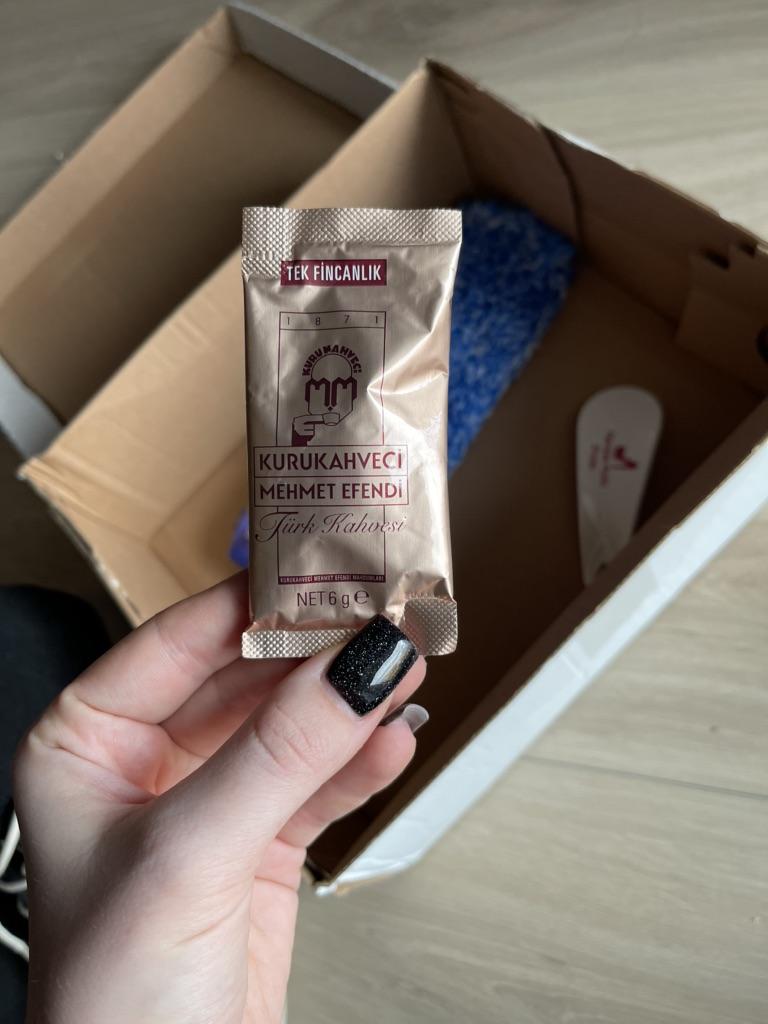 TEK FİNCANLIK
1 8 7 1
KURUKAHVECİ
MM
KURUKAHVECİ
MEHMET EFENDİ
Türk Kahvesi
KURUKAHVECİ MEHMET EFENDİ MAHDUMLARI
NET 6 g ℮